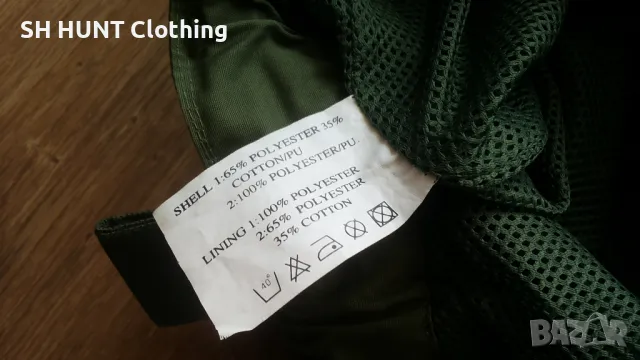 SH HUNT Clothing
SHELL 1:65% POLYESTER 35%
COTTON/PU
2:100% POLYESTER/PU
LINING 1:100% POLYESTER
2:65% POLYESTER
35% COTTON
40°
BAZAR